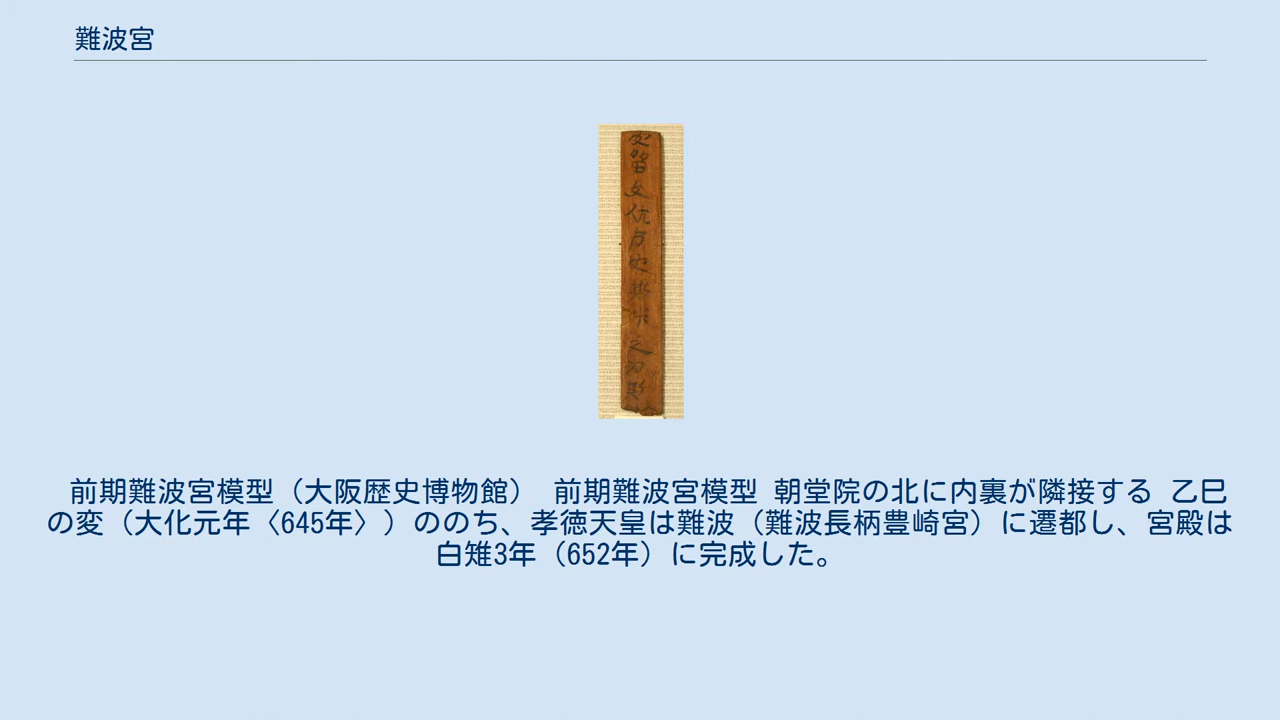 難波宮
前期難波宮模型（大阪歴史博物館） 前期難波宮模型 朝堂院の北に内裏が隣接する 乙巳
の変（大化元年〈645年〉）ののち、孝徳天皇は難波（難波長柄豊崎宮）に遷都し、宮殿は
白雉3年（652年）に完成した。